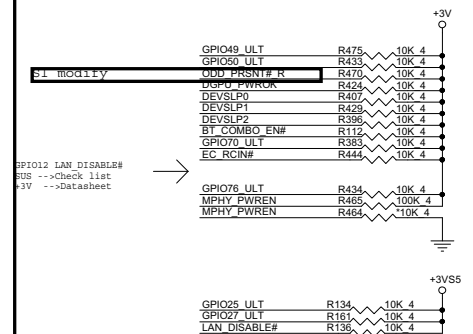 +3V
GPIO49_ULT R475 10K_4
GPIO50_ULT R433 10K_4
SI modify ODD_PRSNT#_R R470 10K_4
DGPU_PWROK R424 10K_4
DEVSLP0 R407 10K_4
DEVSLP1 R429 10K_4
DEVSLP2 R396 10K_4
BT_COMBO_EN# R112 10K_4
GPIO70_ULT R383 10K_4
EC_RCIN# R444 10K_4
GPIO12 LAN_DISABLE#
SUS -->Check list
+3V -->Datasheet
GPIO76_ULT R434 10K_4
MPHY_PWREN R465 100K_4
MPHY_PWREN R464 *10K_4
+3VS5
GPIO25_ULT R134 10K_4
GPIO27_ULT R161 10K_4
LAN_DISABLE# R136 10K_4